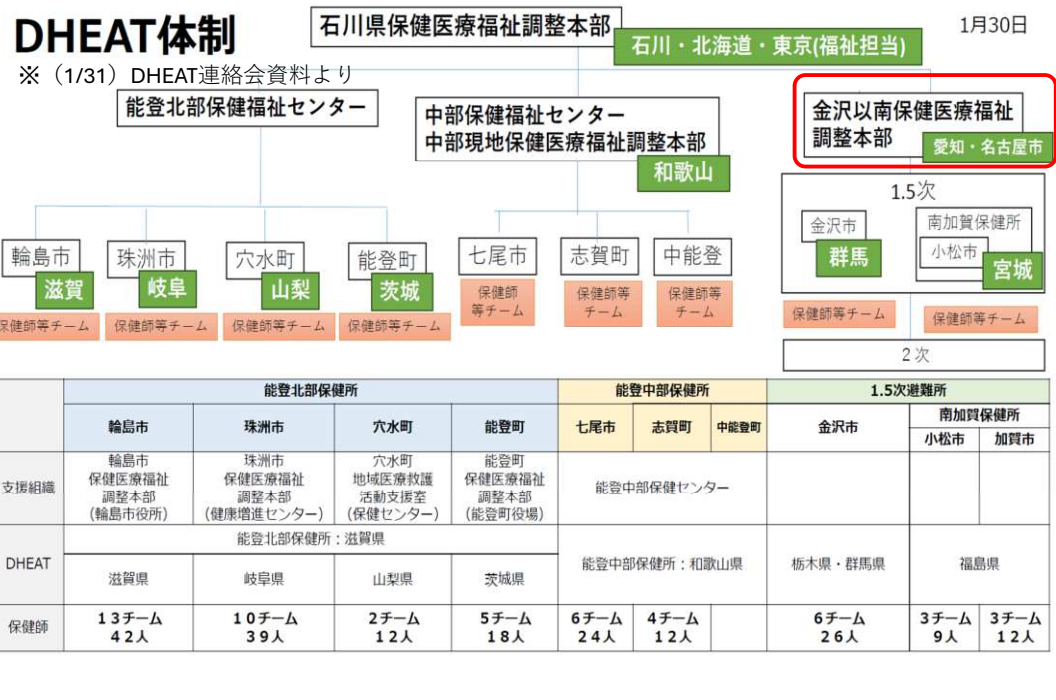 DHEAT体制
※（1/31）DHEAT連絡会資料より
石川県保健医療福祉調整本部
石川・北海道・東京(福祉担当)
1月30日
能登北部保健福祉センター
中部保健福祉センター
中部現地保健医療福祉調整本部
和歌山
金沢以南保健医療福祉
調整本部
愛知・名古屋市
1.5次
金沢市
群馬
南加賀保健所
小松市
宮城
輪島市
滋賀
珠洲市
岐阜
穴水町
山梨
能登町
茨城
七尾市
志賀町
中能登
保健師等チーム
保健師等チーム
保健師等チーム
保健師等チーム
保健師
等チーム
保健師等
チーム
保健師等
チーム
保健師等チーム
保健師等チーム
2次
能登北部保健所
能登中部保健所
1.5次避難所
輪島市
珠洲市
穴水町
能登町
七尾市
志賀町
中能登町
金沢市
南加賀保健所
小松市
加賀市
支援組織
輪島市
保健医療福祉
調整本部
(輪島市役所)
珠洲市
保健医療福祉
調整本部
(健康増進センター)
穴水町
地域医療救護
活動支援室
(保健センター)
能登町
保健医療福祉
調整本部
(能登町役場)
能登中部保健センター
DHEAT
能登北部保健所：滋賀県
滋賀県
岐阜県
山梨県
茨城県
能登中部保健所：和歌山県
栃木県・群馬県
福島県
保健師
13チーム
42人
10チーム
39人
2チーム
12人
5チーム
18人
6チーム
24人
4チーム
12人
6チーム
26人
3チーム
9人
3チーム
12人